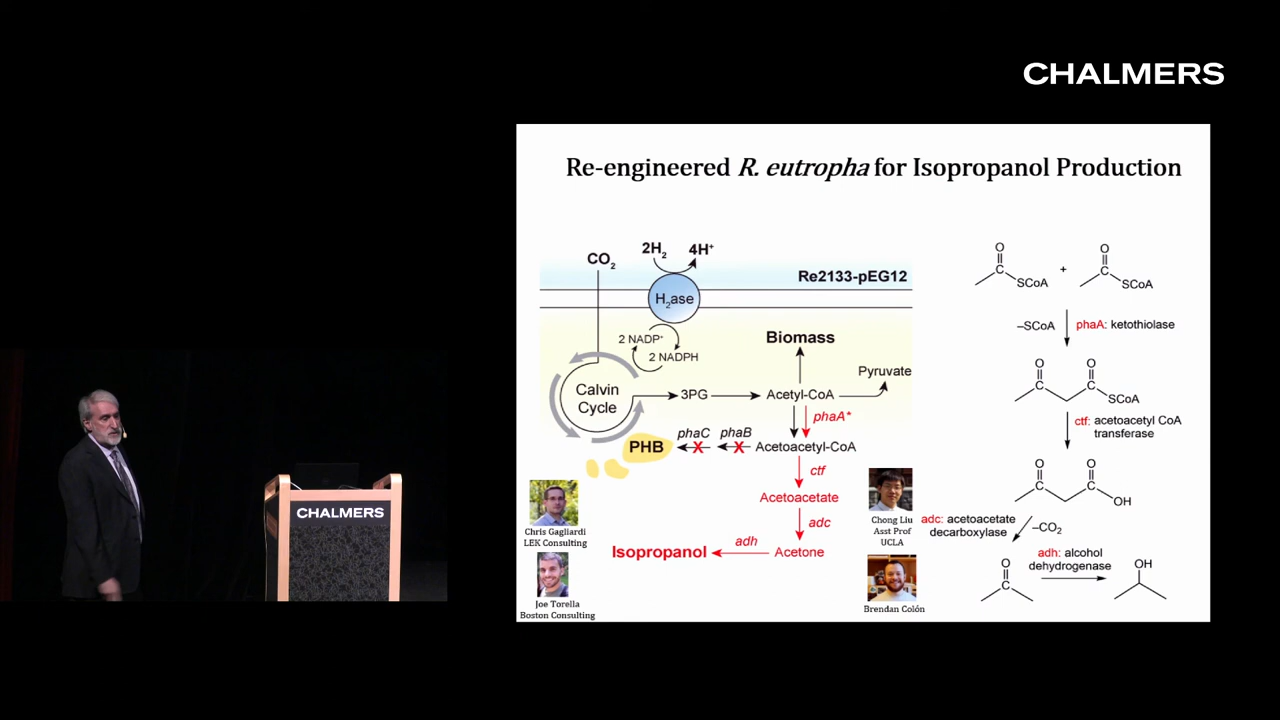 CHALMERS
Re-engineered R. eutropha for Isopropanol Production
CO2
2H2
4H+
Re2133-pEG12
H2ase
2 NADP+
2 NADPH
Biomass
Pyruvate
Calvin
Cycle
3PG
Acetyl-CoA
phaA*
PHB
phaC
X
phaB
X
Acetoacetyl-CoA
ctf
Acetoacetate
adc
Isopropanol
adh
Acetone
Chris Gagliardi
LEK Consulting
Joe Torella
Boston Consulting
Chong Liu
Asst Prof
UCLA
Brendan Colón
O
SCoA
+
O
SCoA
–SCoA
phaA: ketothiolase
O
O
SCoA
ctf: acetoacetyl CoA
transferase
O
O
OH
adc: acetoacetate
decarboxylase
–CO2
adh: alcohol
dehydrogenase
O
OH
CHALMERS